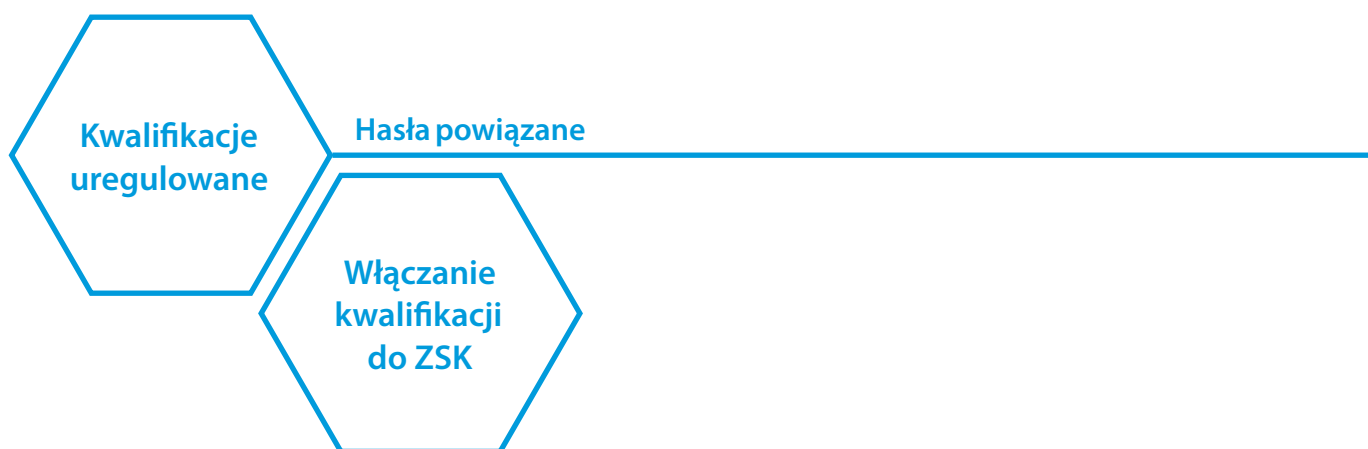 Kwalifikacje
uregulowane
Hasła powiązane
Włączanie
kwalifikacji
do ZSK